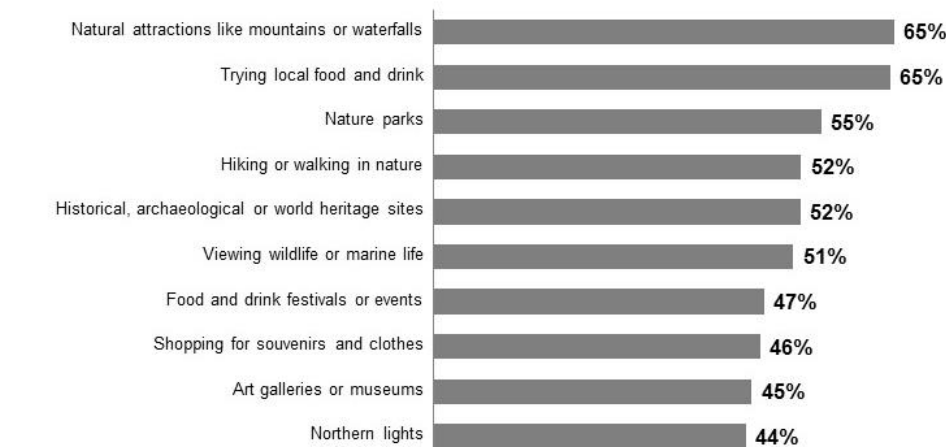 Natural attractions like mountains or waterfalls 65%
Trying local food and drink 65%
Nature parks 55%
Hiking or walking in nature 52%
Historical, archaeological or world heritage sites 52%
Viewing wildlife or marine life 51%
Food and drink festivals or events 47%
Shopping for souvenirs and clothes 46%
Art galleries or museums 45%
Northern lights 44%